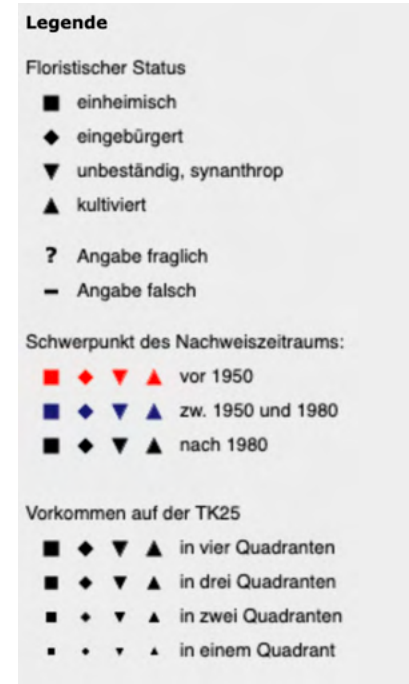 Legende
Floristischer Status
einheimisch
eingebürgert
unbeständig, synanthrop
kultiviert
? Angabe fraglich
– Angabe falsch
Schwerpunkt des Nachweiszeitraums:
vor 1950
zw. 1950 und 1980
nach 1980
Vorkommen auf der TK25
in vier Quadranten
in drei Quadranten
in zwei Quadranten
in einem Quadrant